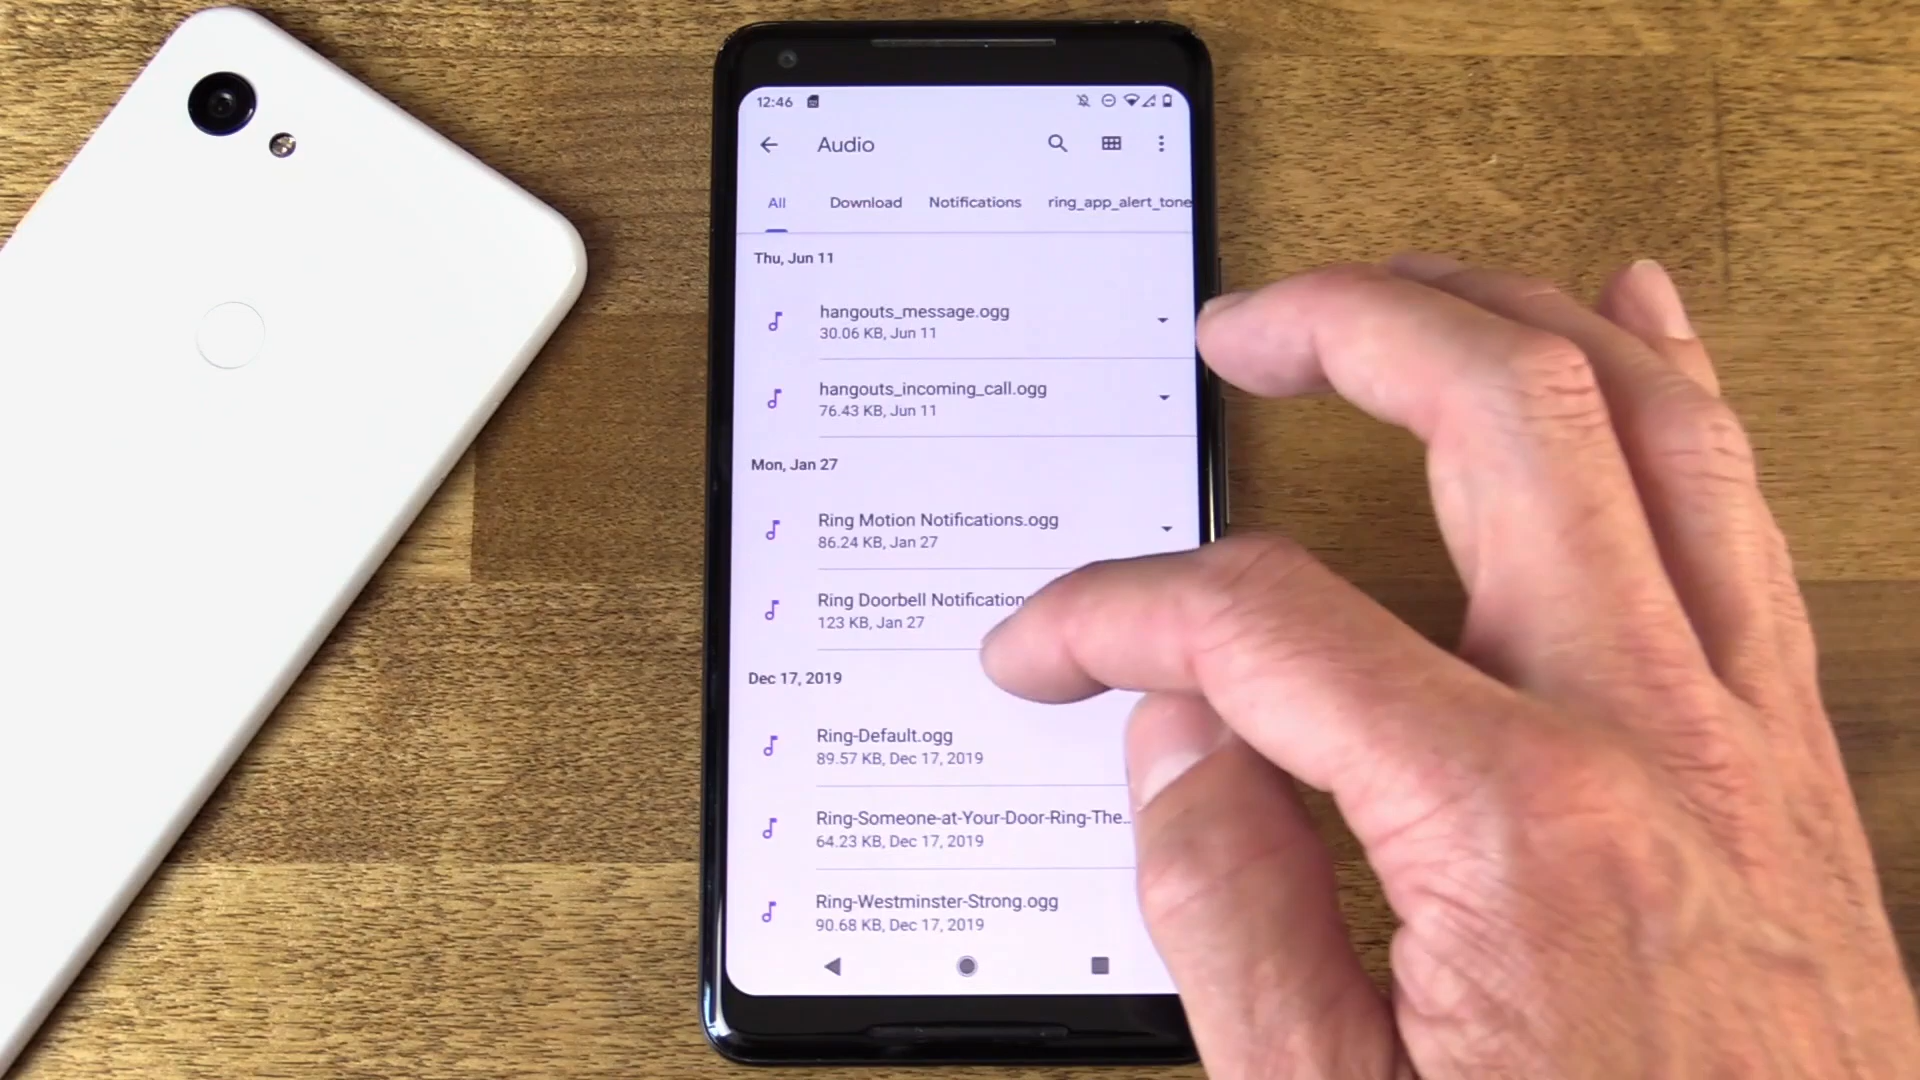 12:46
Audio
All Download Notifications ring_app_alert_tone
Thu, Jun 11
hangouts_message.ogg
30.06 KB, Jun 11
hangouts_incoming_call.ogg
76.43 KB, Jun 11
Mon, Jan 27
Ring Motion Notifications.ogg
86.24 KB, Jan 27
Ring Doorbell Notification
123 KB, Jan 27
Dec 17, 2019
Ring-Default.ogg
89.57 KB, Dec 17, 2019
Ring-Someone-at-Your-Door-Ring-The...
64.23 KB, Dec 17, 2019
Ring-Westminster-Strong.ogg
90.68 KB, Dec 17, 2019